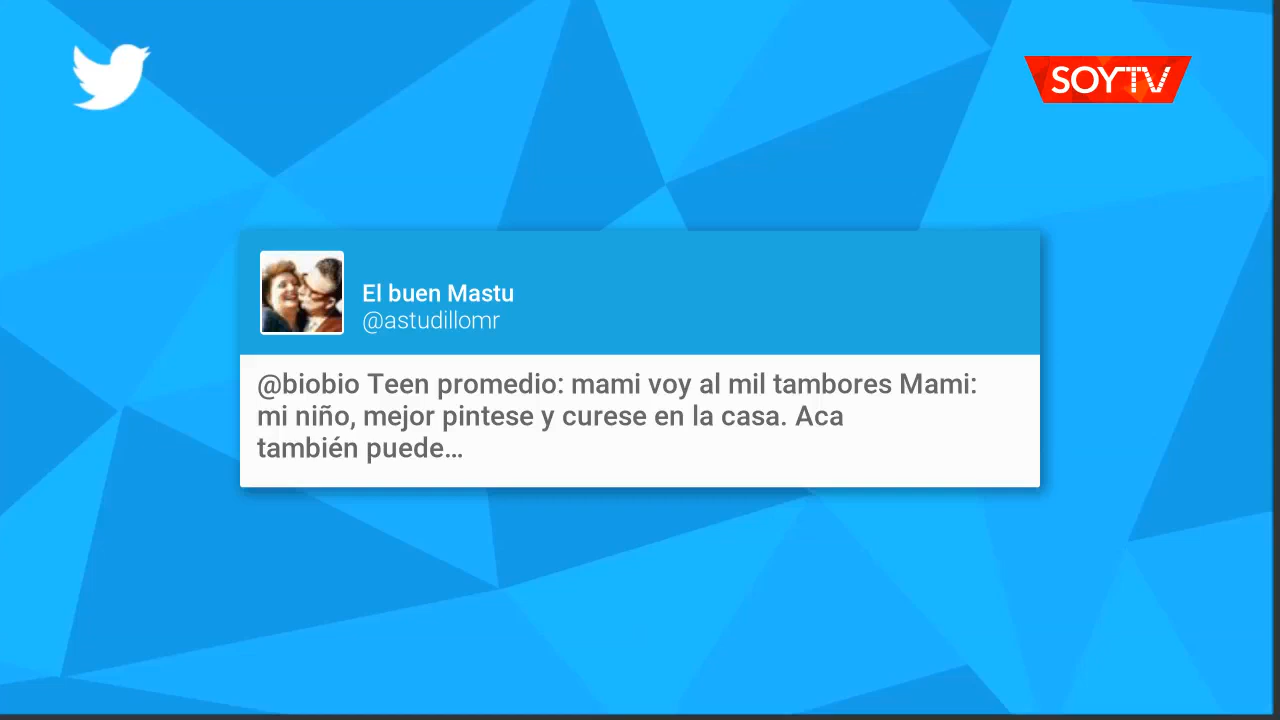 SOYTV
El buen Mastu
@astudillomr
@biobio Teen promedio: mami voy al mil tambores Mami:
mi niño, mejor pintese y curese en la casa. Aca
también puede…